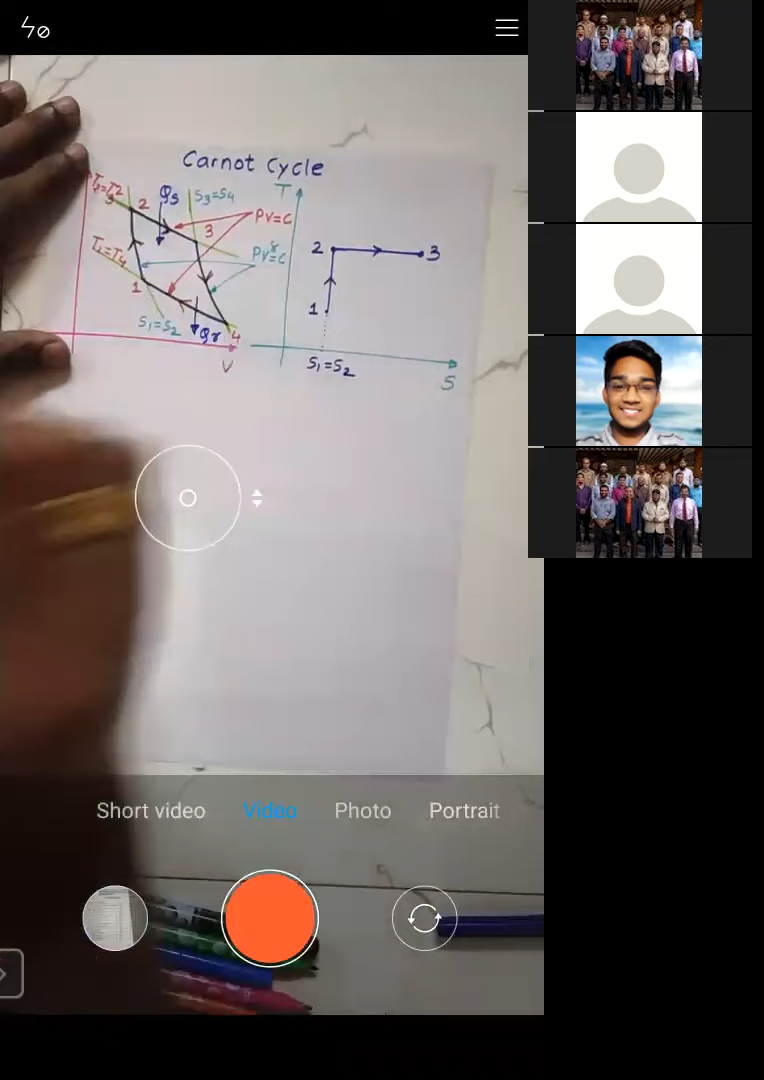 Carnot Cycle
T₂=T₃
2
Qs
S3=S4
T
PV=C
3
T₁=T₄
PVᵞ=C
2
3
1
1
S₁=S₂
Qr
4
V
S₁=S₂
S
Short video
Video
Photo
Portrait